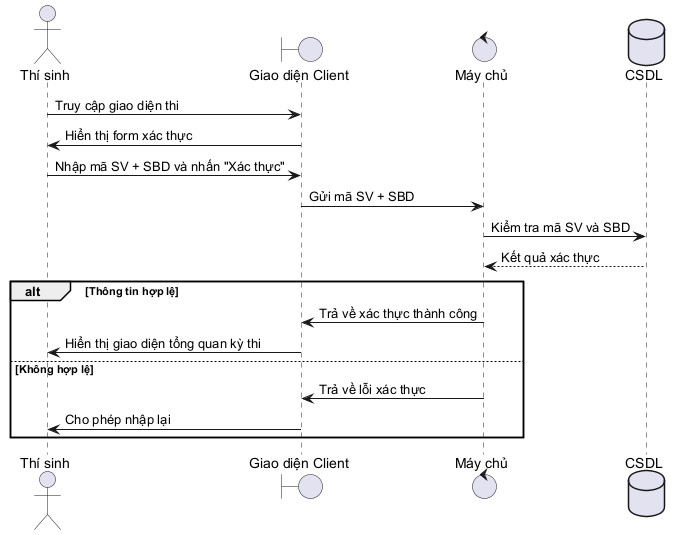 Thí sinh
Giao diện Client
Máy chủ
CSDL
Truy cập giao diện thi
Hiển thị form xác thực
Nhập mã SV + SBD và nhấn "Xác thực"
Gửi mã SV + SBD
Kiểm tra mã SV và SBD
Kết quả xác thực
alt [Thông tin hợp lệ]
Trả về xác thực thành công
Hiển thị giao diện tổng quan kỳ thi
[Không hợp lệ]
Trả về lỗi xác thực
Cho phép nhập lại
Thí sinh
Giao diện Client
Máy chủ
CSDL